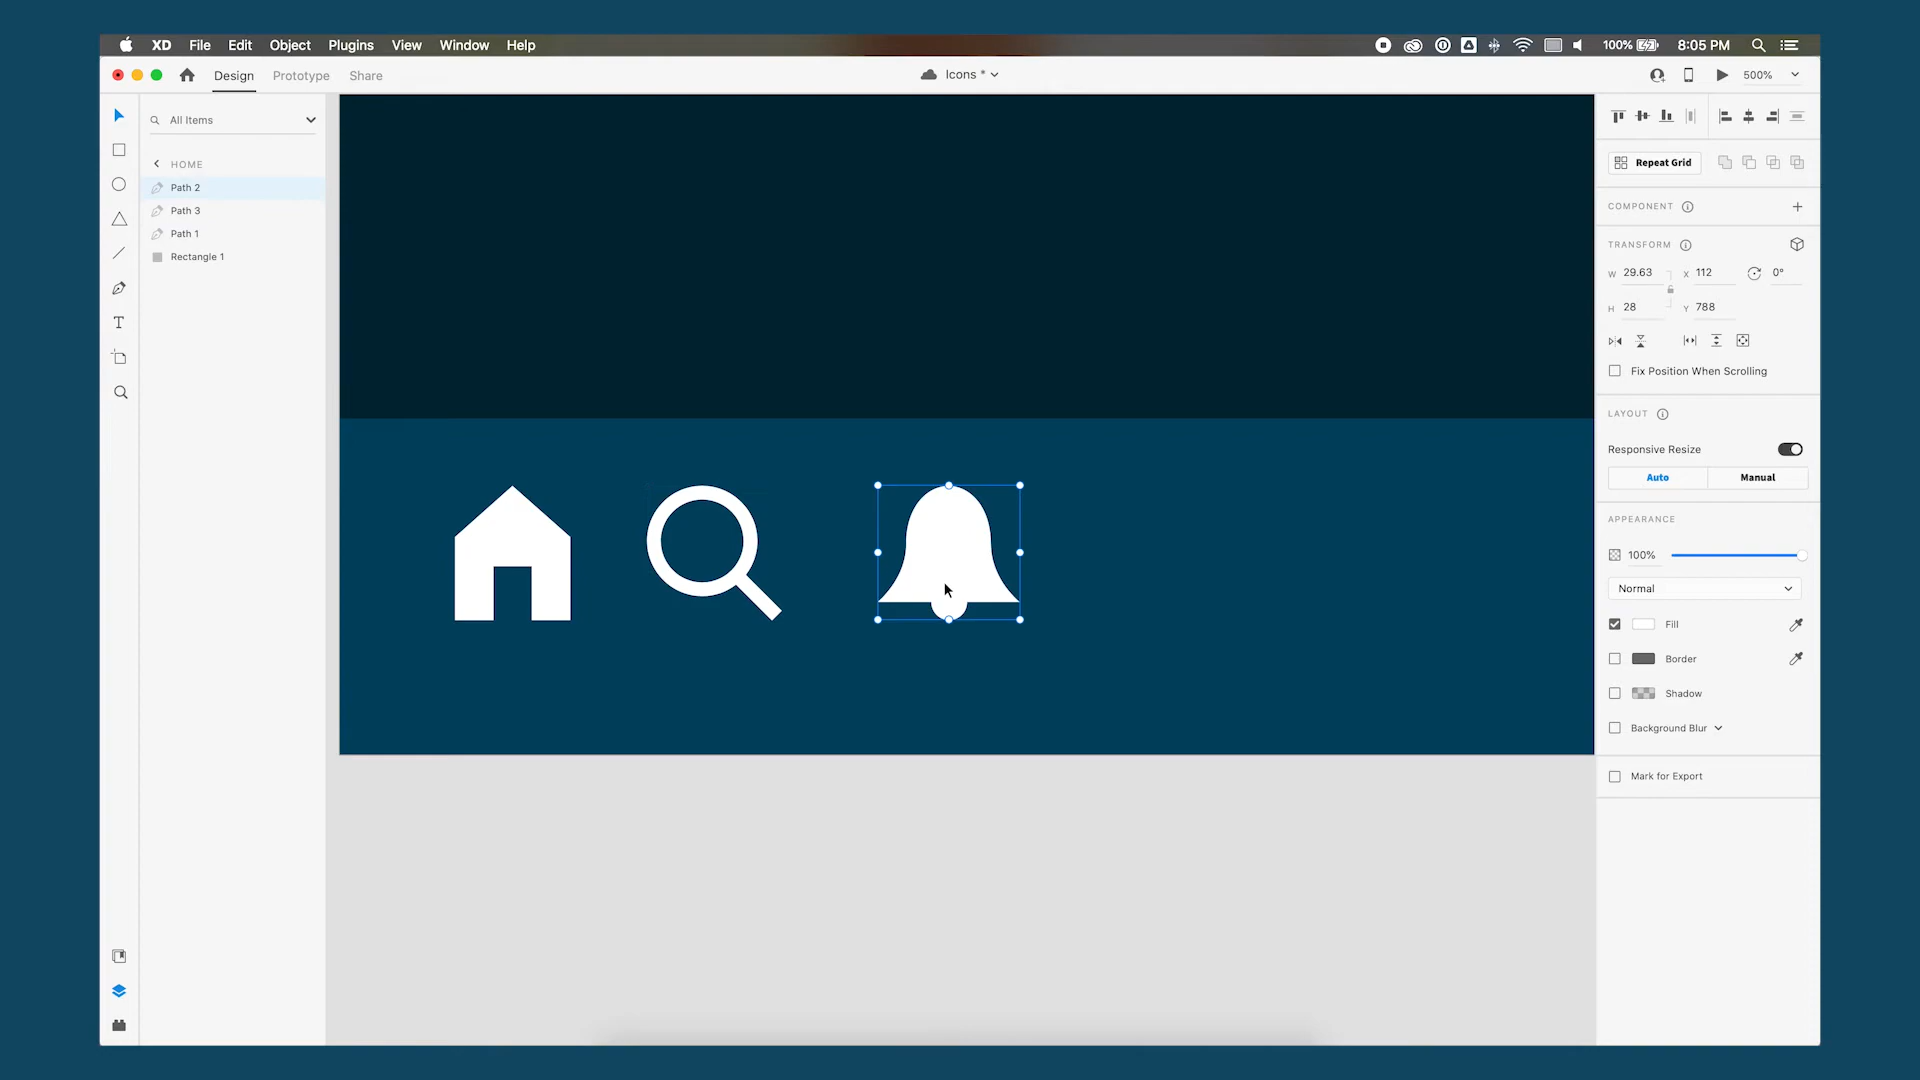 XD File Edit Object Plugins View Window Help 100% 8:05 PM
Design Prototype Share Icons * 500%
All Items
HOME
Path 2
Path 3
Path 1
Rectangle 1
T
Repeat Grid
COMPONENT
TRANSFORM
W 29.63 X 112 0°
H 28 Y 788
Fix Position When Scrolling
LAYOUT
Responsive Resize
Auto Manual
APPEARANCE
100%
Normal
Fill
Border
Shadow
Background Blur
Mark for Export